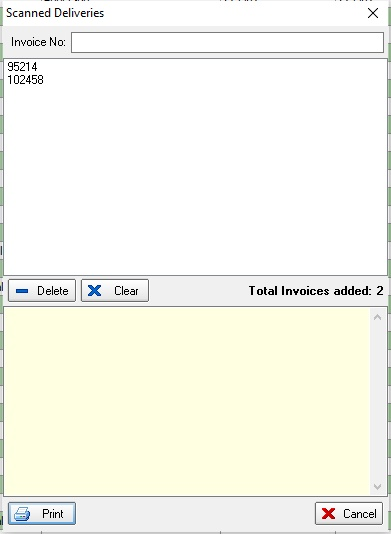 Scanned Deliveries
Invoice No:
95214
102458
Delete Clear Total Invoices added: 2
Print Cancel